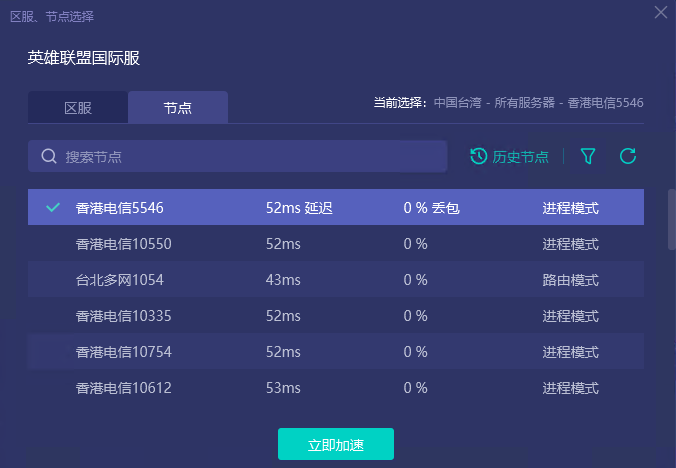 区服、节点选择
英雄联盟国际服
区服 节点 当前选择：中国台湾 - 所有服务器 - 香港电信5546
搜索节点 历史节点
香港电信5546 52ms 延迟 0 % 丢包 进程模式
香港电信10550 52ms 0 % 进程模式
台北多网1054 43ms 0 % 路由模式
香港电信10335 52ms 0 % 进程模式
香港电信10754 52ms 0 % 进程模式
香港电信10612 53ms 0 % 进程模式
立即加速